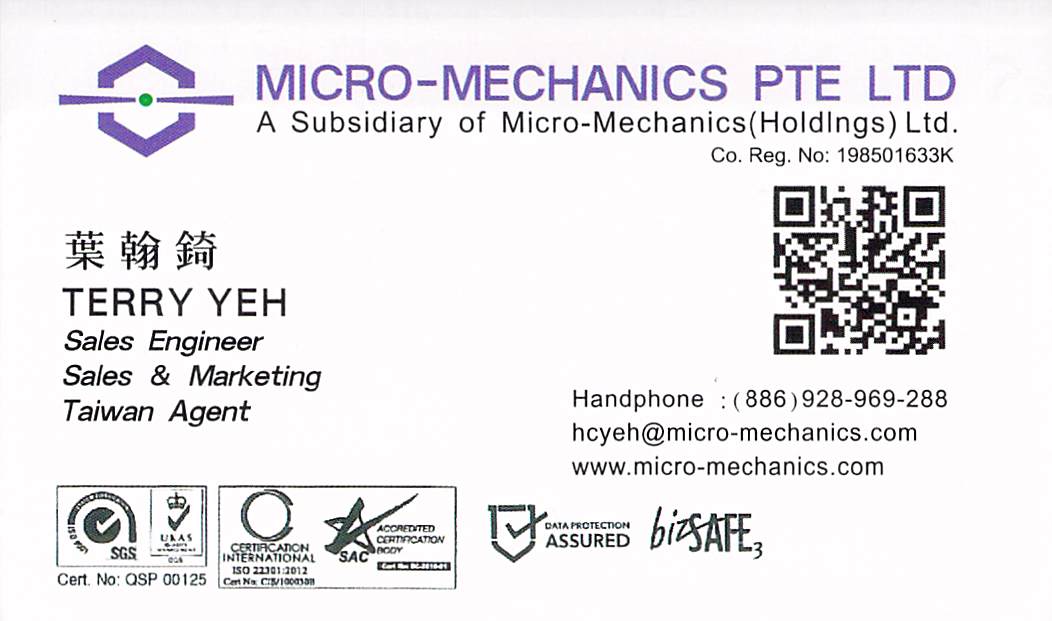 MICRO-MECHANICS PTE LTD
A Subsidiary of Micro-Mechanics(HoldIngs) Ltd.
Co. Reg. No: 198501633K
葉翰錡
TERRY YEH
Sales Engineer
Sales & Marketing
Taiwan Agent
Handphone :(886)928-969-288
hcyeh@micro-mechanics.com
www.micro-mechanics.com
SGS
UKAS
Cert. No: QSP 00125
CERTIFICATION
INTERNATIONAL
ISO 22301:2012
SAC
ACCREDITED
CERTIFICATION
BODY
DATA PROTECTION
ASSURED
bizSAFE3